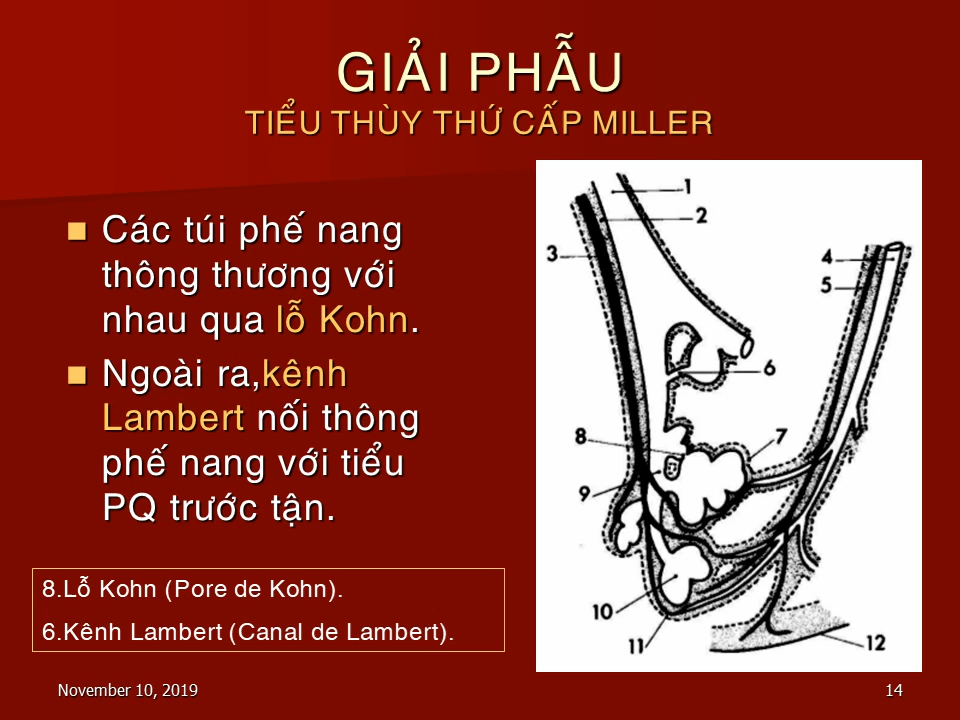 GIẢI PHẪU
TIỂU THÙY THỨ CẤP MILLER
Các túi phế nang
thông thương với
nhau qua lỗ Kohn.
Ngoài ra,kênh
Lambert nối thông
phế nang với tiểu
PQ trước tận.
8.Lỗ Kohn (Pore de Kohn).
6.Kênh Lambert (Canal de Lambert).
1
2
3
4
5
6
7
8
9
10
11
12
November 10, 2019
14